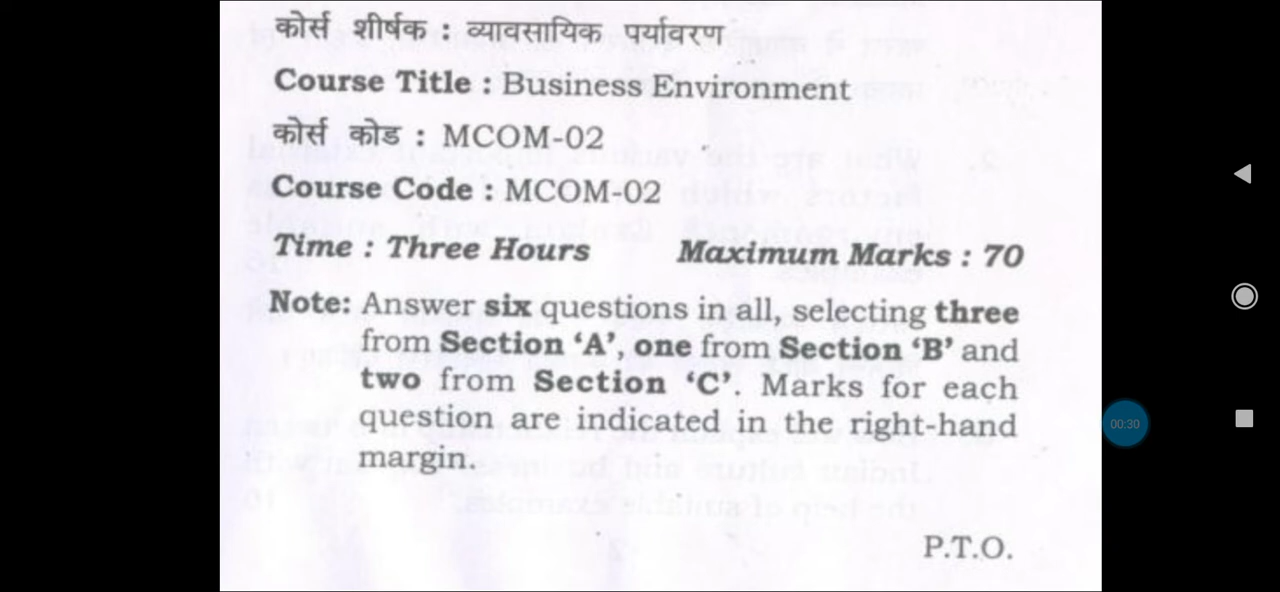 कोर्स शीर्षक : व्यावसायिक पर्यावरण
Course Title : Business Environment
कोर्स कोड : MCOM-02
Course Code : MCOM-02
Time : Three Hours Maximum Marks : 70
Note: Answer six questions in all, selecting three
from Section ‘A’, one from Section ‘B’ and
two from Section ‘C’. Marks for each
question are indicated in the right-hand
margin.
00:30
P.T.O.